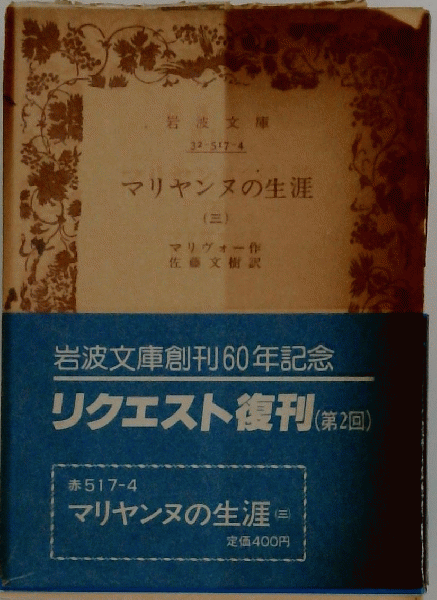 岩波文庫
32-517-4
マリヤンヌの生涯
(三)
マリヴォー作
佐藤文樹訳
岩波文庫創刊60年記念
リクエスト復刊(第2回)
赤517-4
マリヤンヌの生涯(三)
定価400円